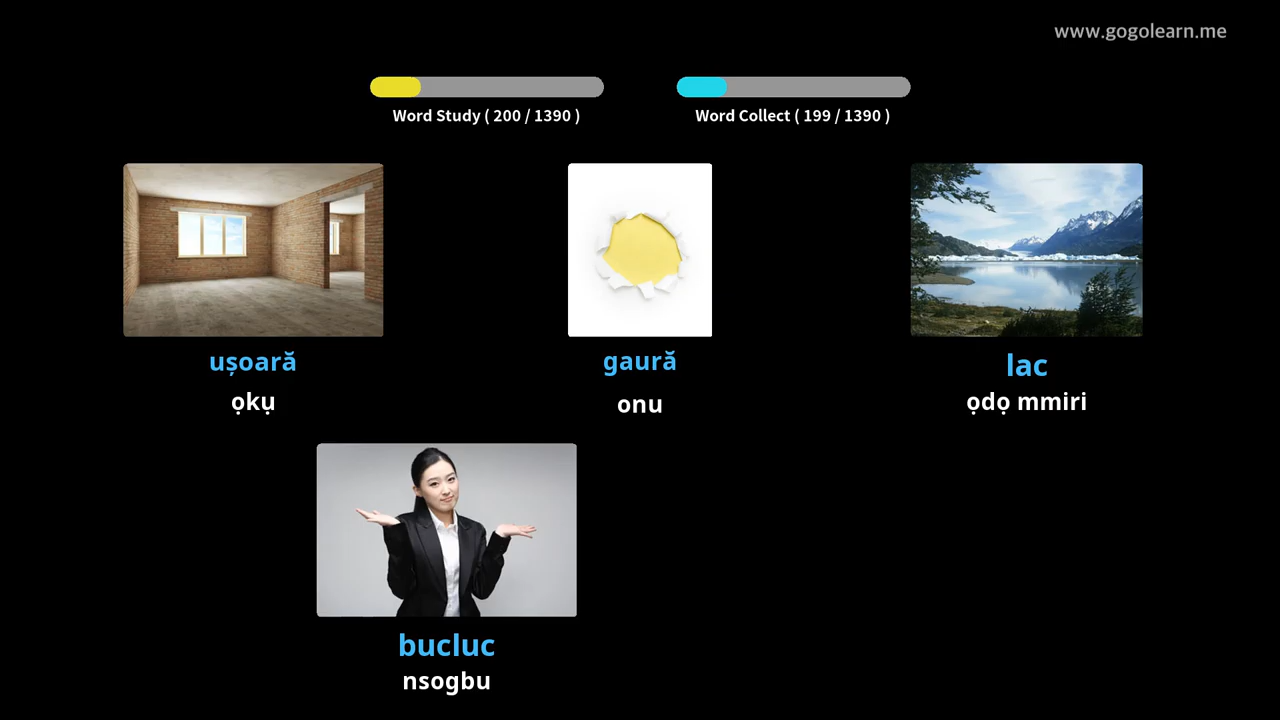 www.gogolearn.me
Word Study ( 200 / 1390 )
Word Collect ( 199 / 1390 )
ușoară
ọkụ
gaură
onu
lac
ọdọ mmiri
bucluc
nsogbu